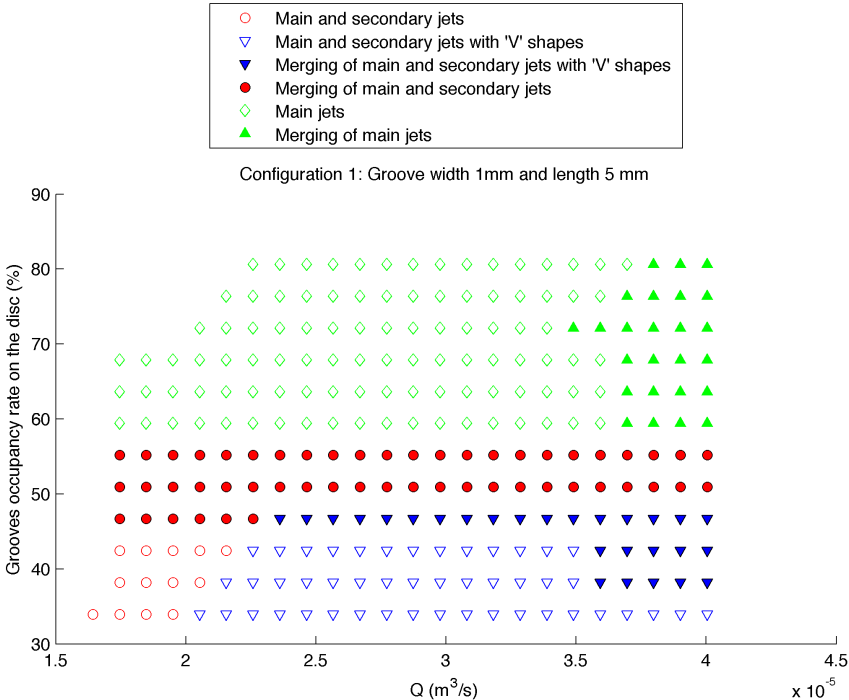 Main and secondary jets
Main and secondary jets with 'V' shapes
Merging of main and secondary jets with 'V' shapes
Merging of main and secondary jets
Main jets
Merging of main jets
Configuration 1: Groove width 1mm and length 5 mm
Grooves occupancy rate on the disc (%)
90
80
70
60
50
40
30
1.5 2 2.5 3 3.5 4 4.5
x 10⁻⁵
Q (m³/s)